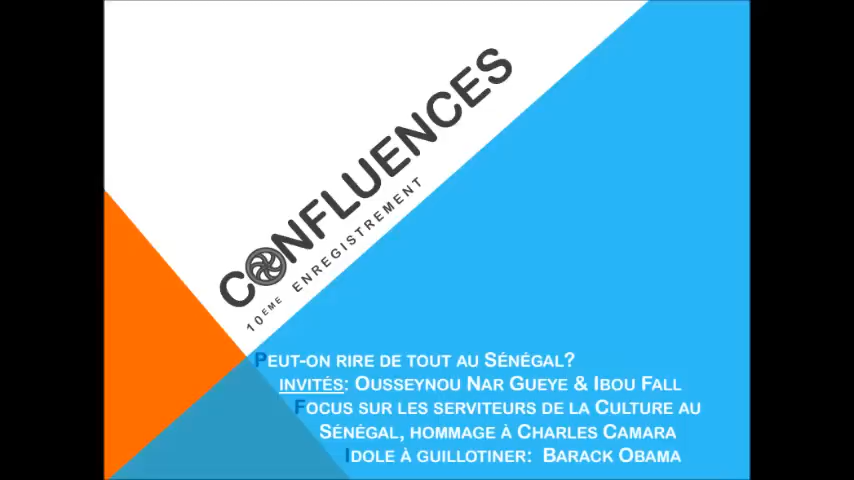 CONFLUENCES
10EME ENREGISTREMENT
PEUT-ON RIRE DE TOUT AU SÉNÉGAL?
INVITÉS: OUSSEYNOU NAR GUEYE & IBOU FALL
FOCUS SUR LES SERVITEURS DE LA CULTURE AU
SÉNÉGAL, HOMMAGE À CHARLES CAMARA
IDOLE À GUILLOTINER: BARACK OBAMA